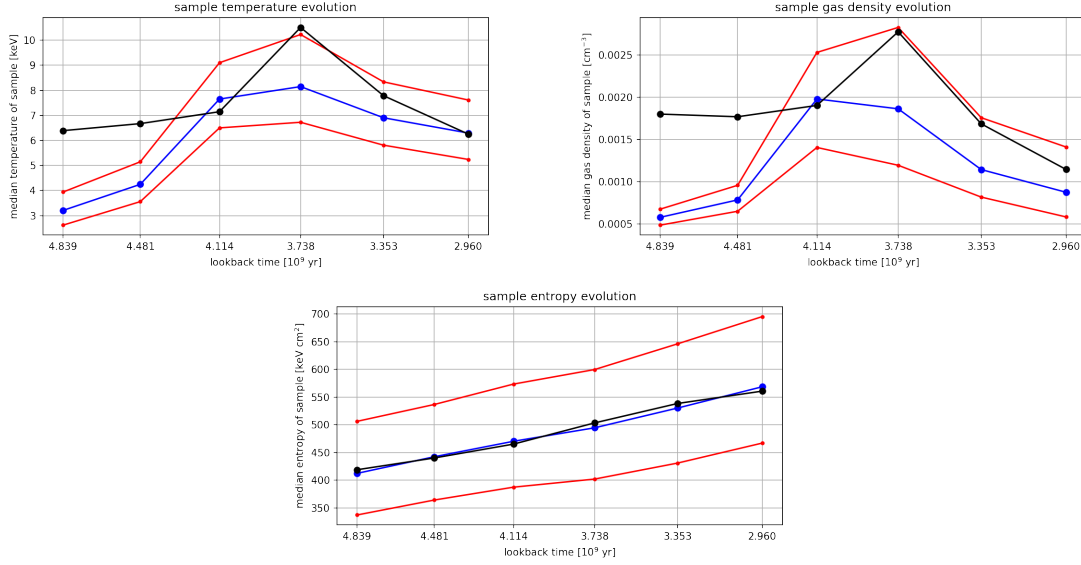 sample temperature evolution
median temperature of sample [keV]
10
9
8
7
6
5
4
3
4.839 4.481 4.114 3.738 3.353 2.960
lookback time [10⁹ yr]
sample gas density evolution
median gas density of sample [cm⁻³]
0.0025
0.0020
0.0015
0.0010
0.0005
4.839 4.481 4.114 3.738 3.353 2.960
lookback time [10⁹ yr]
sample entropy evolution
median entropy of sample [keV cm²]
700
650
600
550
500
450
400
350
4.839 4.481 4.114 3.738 3.353 2.960
lookback time [10⁹ yr]